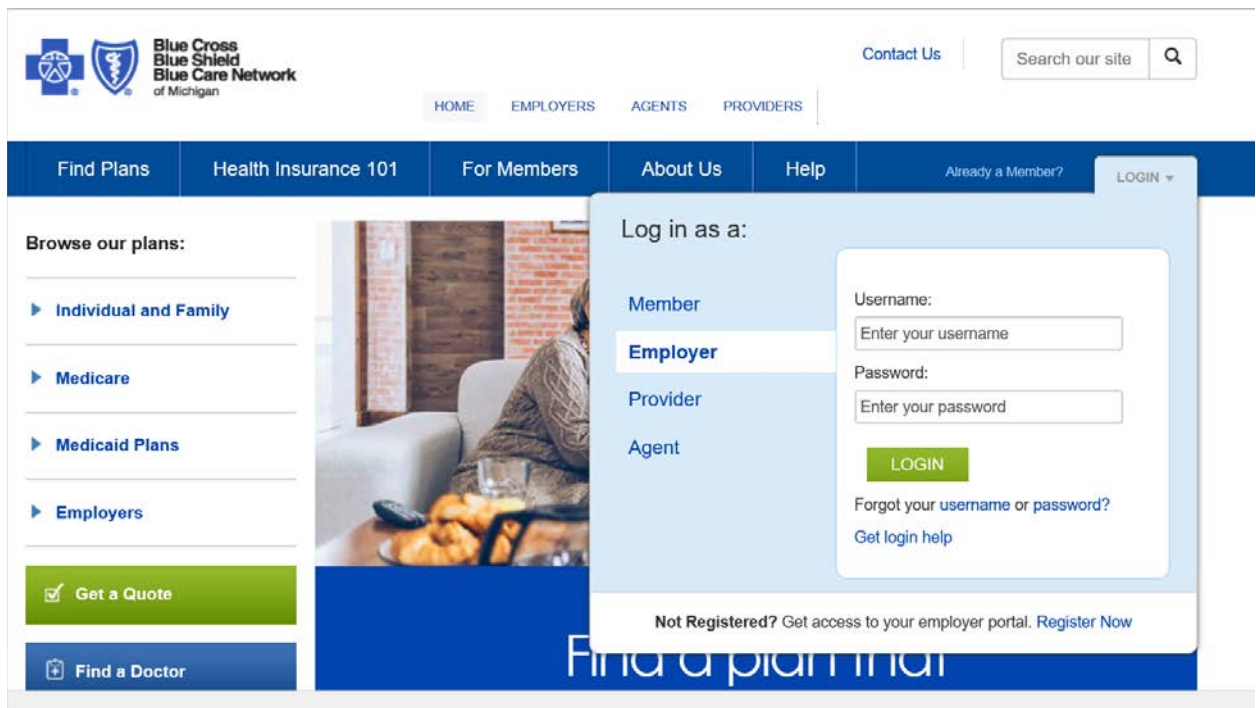 Blue Cross
Blue Shield
Blue Care Network
of Michigan
Contact Us
Search our site
HOME EMPLOYERS AGENTS PROVIDERS
Find Plans Health Insurance 101 For Members About Us Help Already a Member? LOGIN
Browse our plans:
Individual and Family
Medicare
Medicaid Plans
Employers
Get a Quote
Find a Doctor
Log in as a:
Member
Employer
Provider
Agent
Username:
Enter your username
Password:
Enter your password
LOGIN
Forgot your username or password?
Get login help
Not Registered? Get access to your employer portal. Register Now
Find a plan that